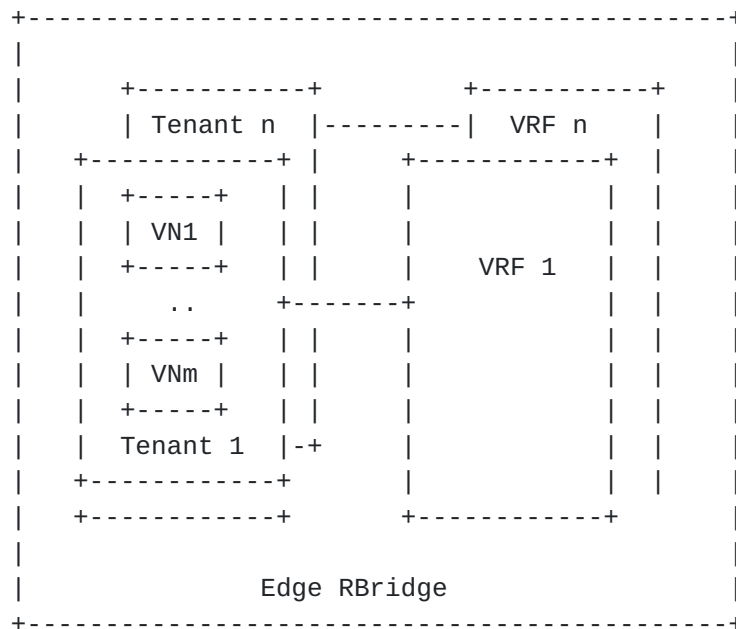 Tenant n VRF n
VN1
VRF 1
..
VNm
Tenant 1
Edge RBridge